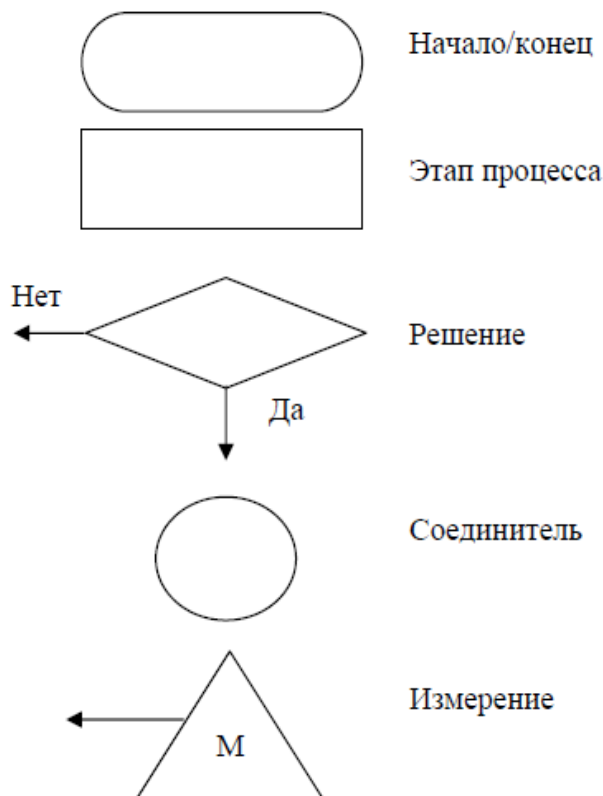 Начало/конец
Этап процесса
Нет
Решение
Да
Соединитель
Измерение
М